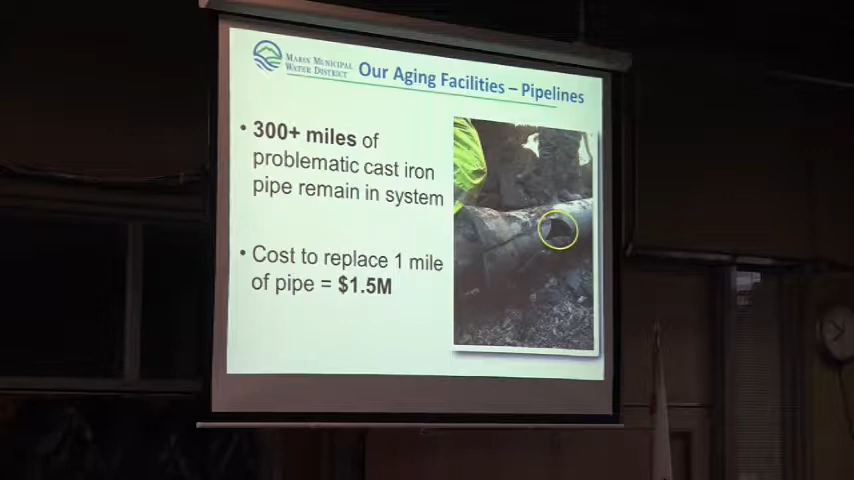 MARIN MUNICIPAL
WATER DISTRICT
Our Aging Facilities – Pipelines
• 300+ miles of
problematic cast iron
pipe remain in system
• Cost to replace 1 mile
of pipe = $1.5M